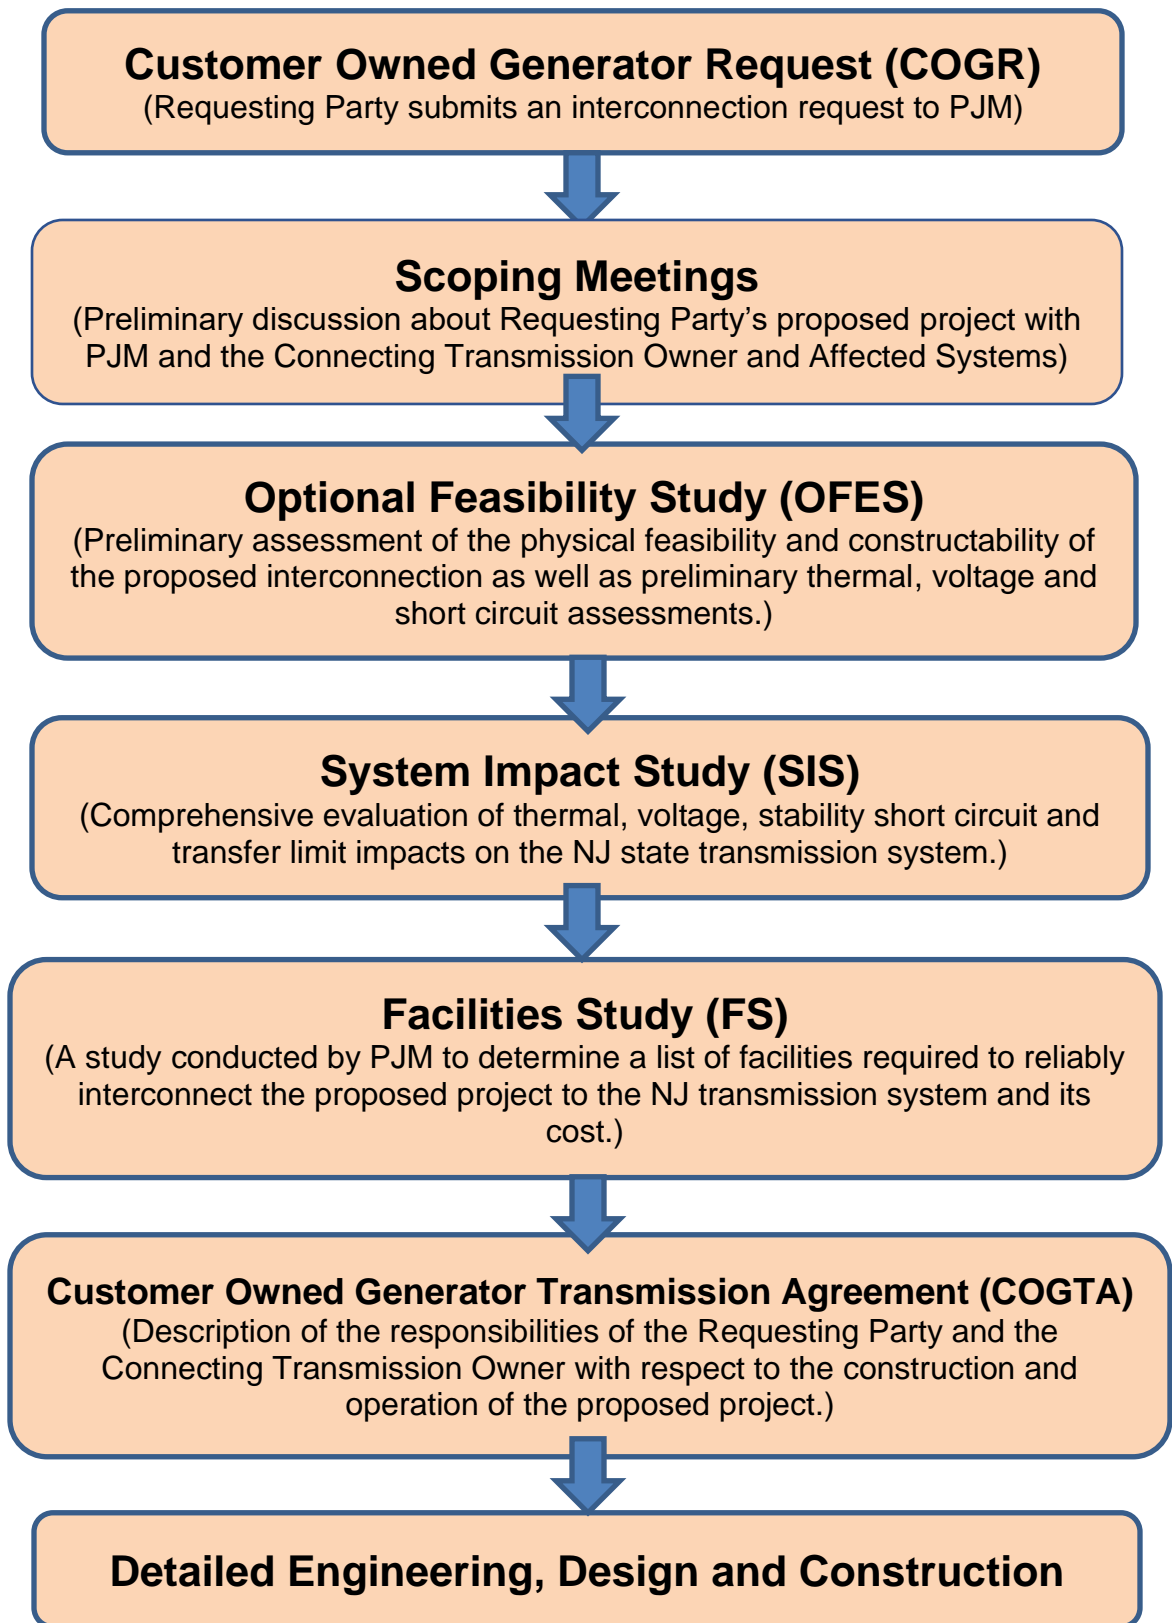 Customer Owned Generator Request (COGR)
(Requesting Party submits an interconnection request to PJM)
Scoping Meetings
(Preliminary discussion about Requesting Party’s proposed project with
PJM and the Connecting Transmission Owner and Affected Systems)
Optional Feasibility Study (OFES)
(Preliminary assessment of the physical feasibility and constructability of
the proposed interconnection as well as preliminary thermal, voltage and
short circuit assessments.)
System Impact Study (SIS)
(Comprehensive evaluation of thermal, voltage, stability short circuit and
transfer limit impacts on the NJ state transmission system.)
Facilities Study (FS)
(A study conducted by PJM to determine a list of facilities required to reliably
interconnect the proposed project to the NJ transmission system and its
cost.)
Customer Owned Generator Transmission Agreement (COGTA)
(Description of the responsibilities of the Requesting Party and the
Connecting Transmission Owner with respect to the construction and
operation of the proposed project.)
Detailed Engineering, Design and Construction